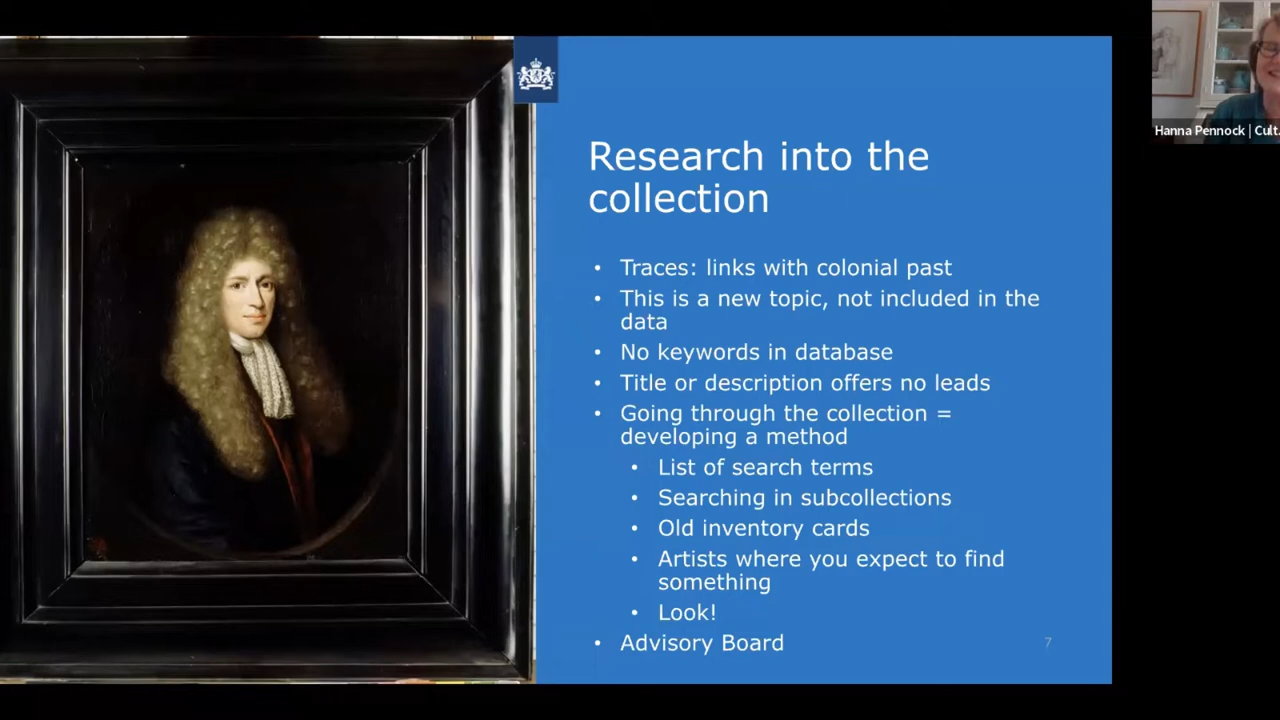 Research into the
collection
• Traces: links with colonial past
• This is a new topic, not included in the
data
• No keywords in database
• Title or description offers no leads
• Going through the collection =
developing a method
• List of search terms
• Searching in subcollections
• Old inventory cards
• Artists where you expect to find
something
• Look!
• Advisory Board
7
Hanna Pennock | Cult.